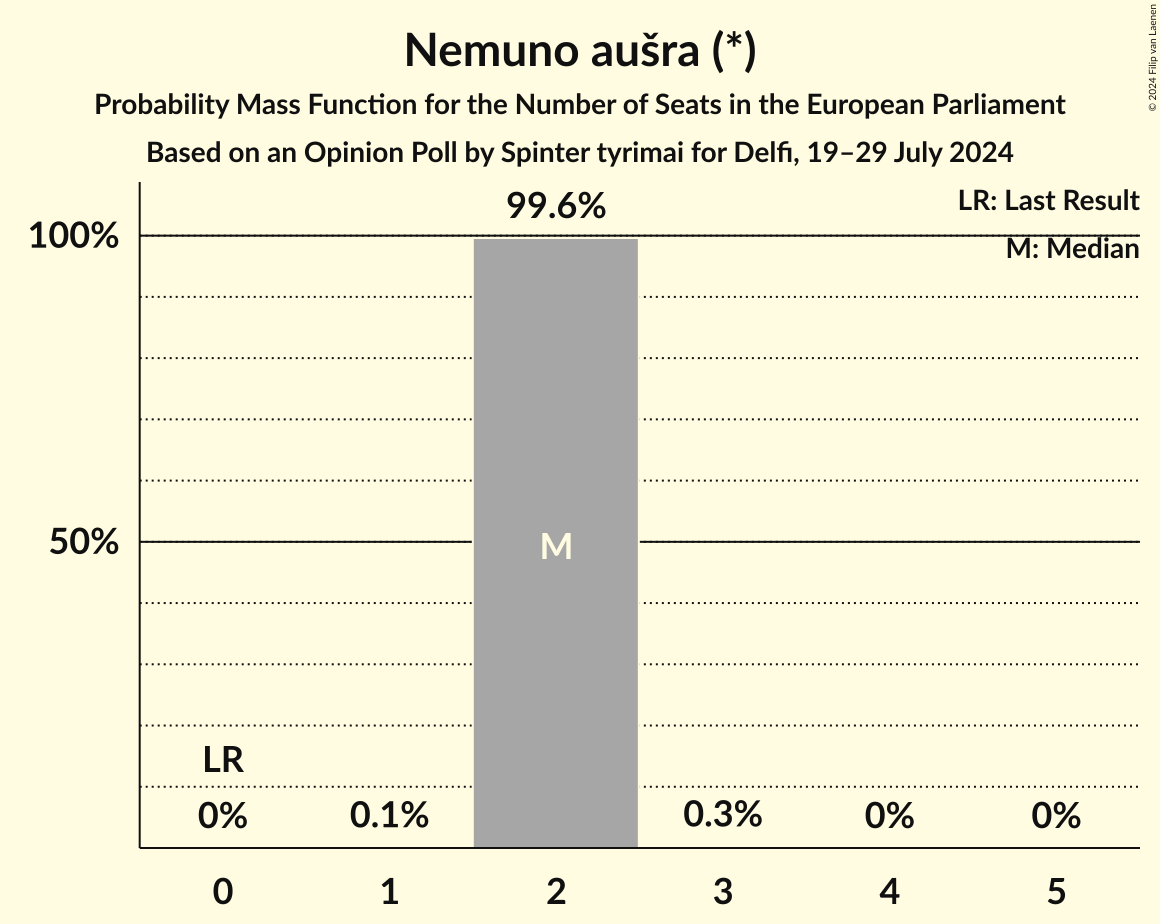 Nemuno aušra (*)
Probability Mass Function for the Number of Seats in the European Parliament
Based on an Opinion Poll by Spinter tyrimai for Delfi, 19–29 July 2024
© 2024 Filip van Laenen
LR: Last Result
M: Median
99.6%
100%
50%
M
LR
0%
0.1%
0.3%
0%
0%
0
1
2
3
4
5